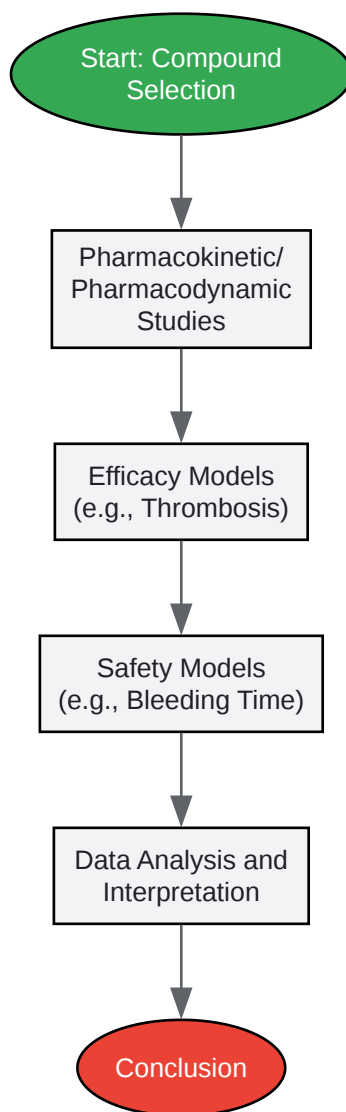 Start: Compound
Selection
Pharmacokinetic/
Pharmacodynamic
Studies
Efficacy Models
(e.g., Thrombosis)
Safety Models
(e.g., Bleeding Time)
Data Analysis and
Interpretation
Conclusion